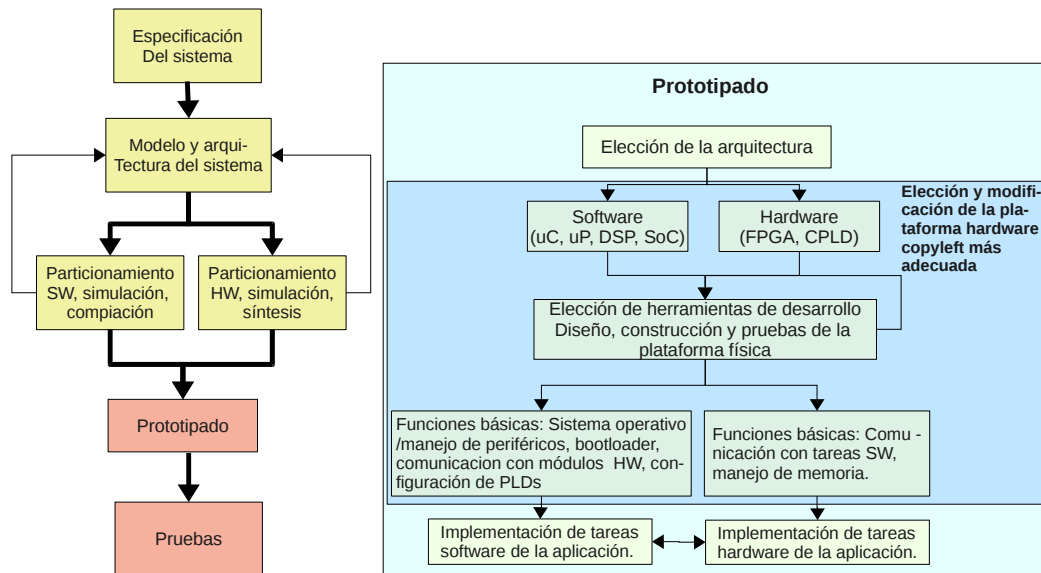 Especificación
Del sistema
Modelo y arqui-
Tectura del sistema
Particionamiento
SW, simulación,
compiación
Particionamiento
HW, simulación,
síntesis
Prototipado
Pruebas
Prototipado
Elección de la arquitectura
Elección y modifi-
cación de la pla-
taforma hardware
copyleft más
adecuada
Software
(uC, uP, DSP, SoC)
Hardware
(FPGA, CPLD)
Elección de herramientas de desarrollo
Diseño, construcción y pruebas de la
plataforma física
Funciones básicas: Sistema operativo
/manejo de periféricos, bootloader,
comunicacion con módulos HW, con-
figuración de PLDs
Funciones básicas: Comu -
nicación con tareas SW,
manejo de memoria.
Implementación de tareas
software de la aplicación.
Implementación de tareas
hardware de la aplicación.